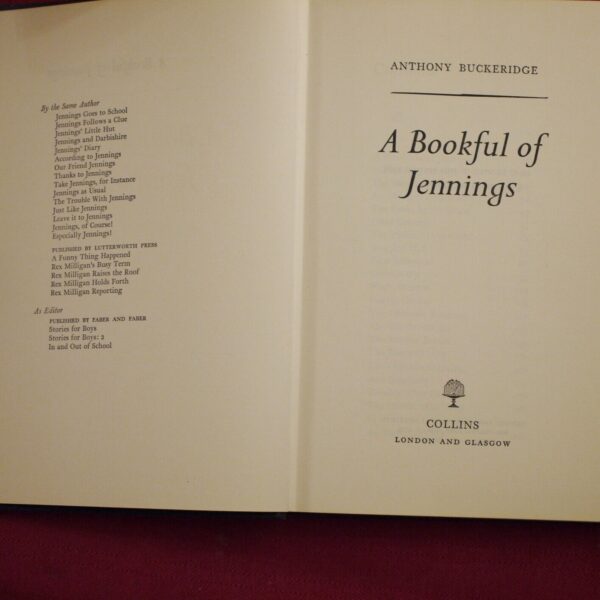 By the Same Author
Jennings Goes to School
Jennings Follows a Clue
Jennings' Little Hut
Jennings and Darbishire
Jennings' Diary
According to Jennings
Our Friend Jennings
Thanks to Jennings
Take Jennings, for Instance
Jennings as Usual
The Trouble With Jennings
Just Like Jennings
Leave it to Jennings
Jennings, of Course!
Especially Jennings!
PUBLISHED BY LUTTERWORTH PRESS
A Funny Thing Happened
Rex Milligan's Busy Term
Rex Milligan Raises the Roof
Rex Milligan Holds Forth
Rex Milligan Reporting
As Editor
PUBLISHED BY FABER AND FABER
Stories for Boys
Stories for Boys: 2
In and Out of School
ANTHONY BUCKERIDGE
A Bookful of
Jennings
COLLINS
LONDON AND GLASGOW